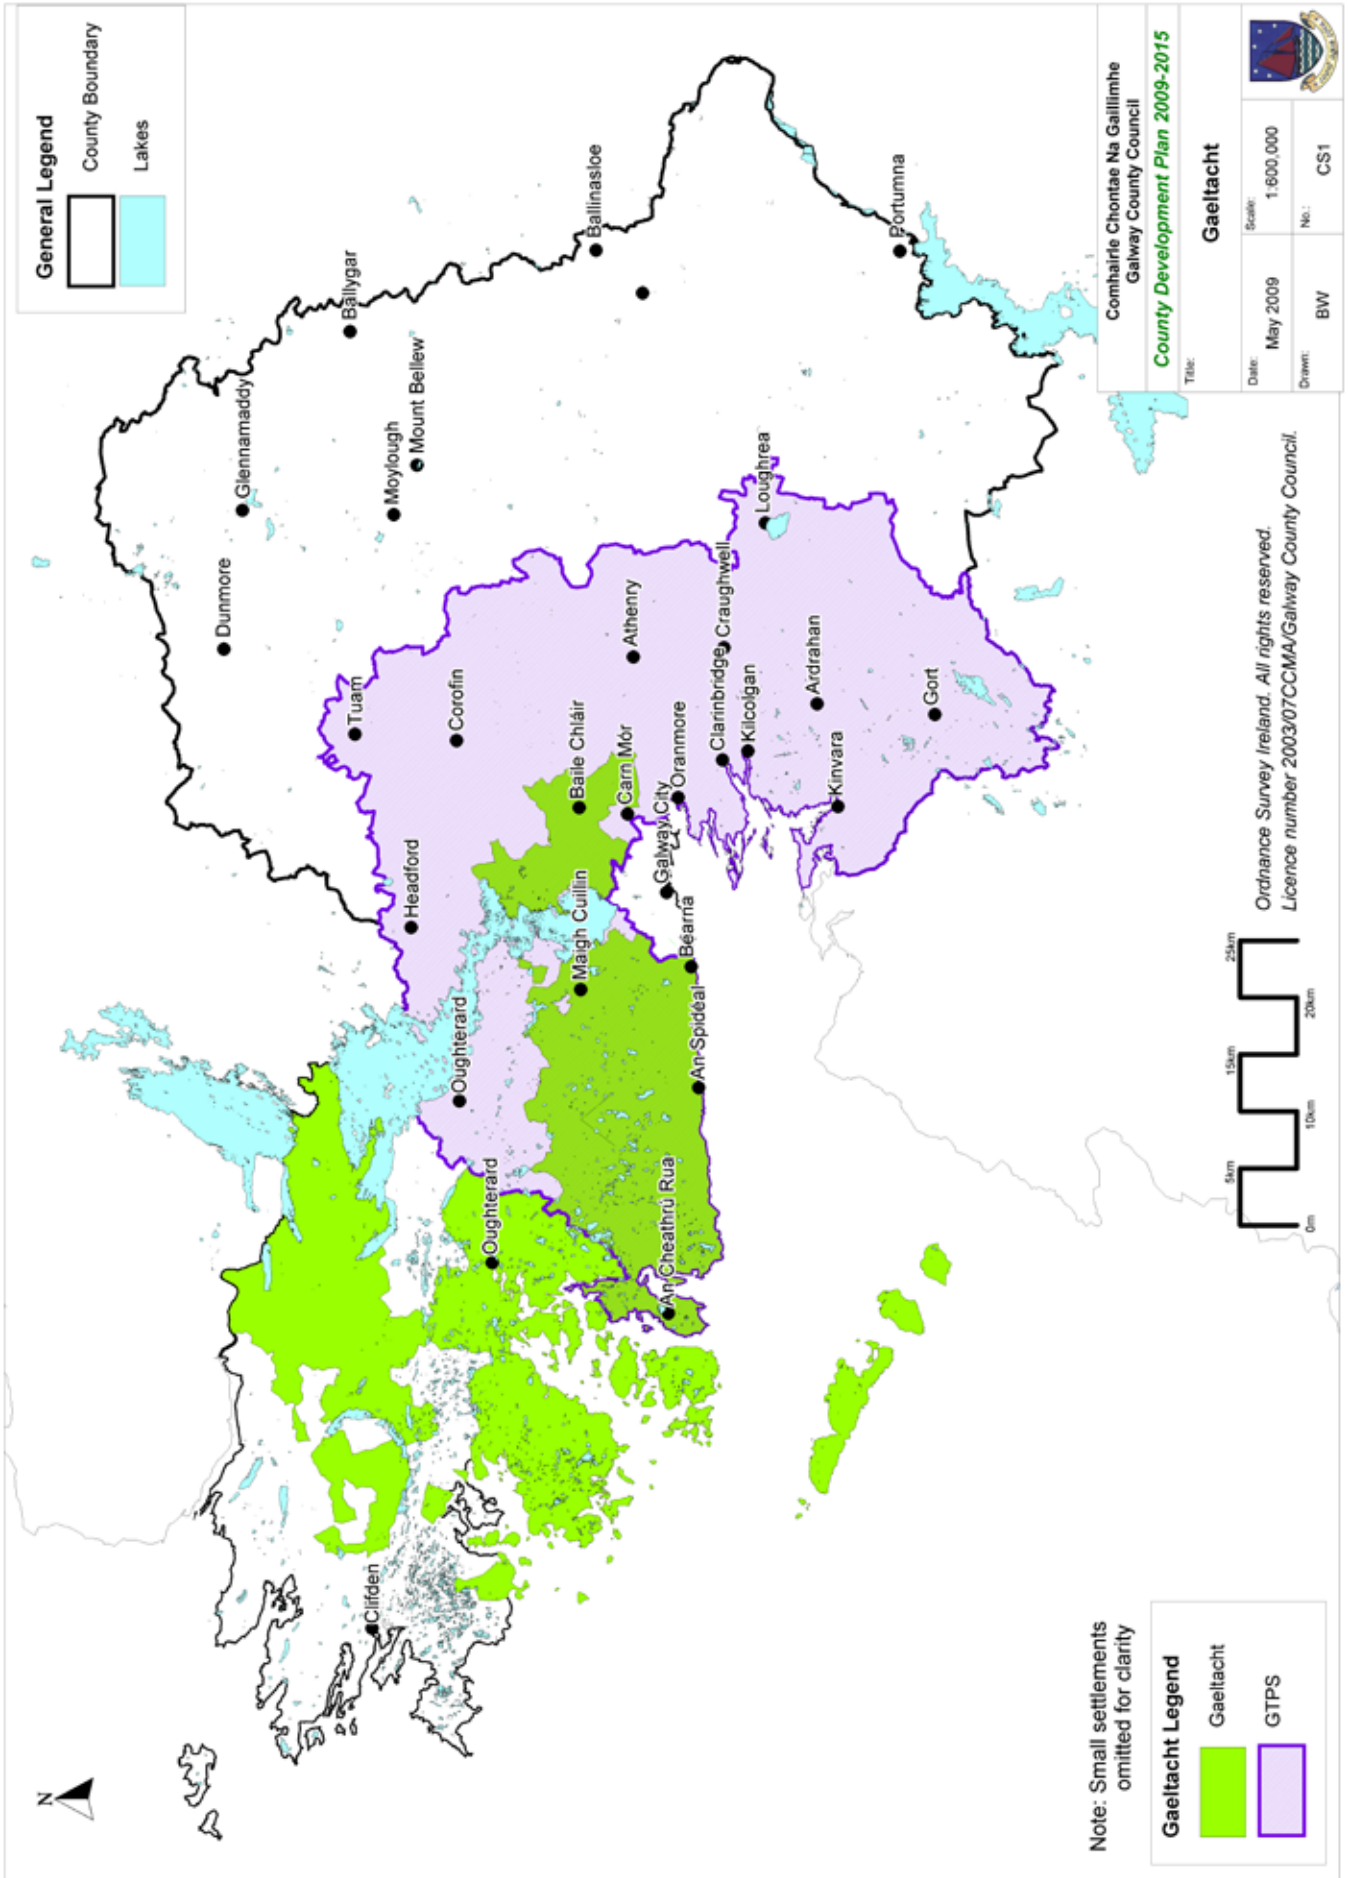 N
General Legend
County Boundary
Lakes
Clifden
Oughterard
Oughterard
An Cheathrú Rua
An Spidéal
Béarna
Maigh Cuillin
Headford
Galway City
Oranmore
Carn Mór
Baile Chláir
Corofin
Tuam
Dunmore
Glennamaddy
Ballygar
Moylough
Mount Bellew
Ballinasloe
Athenry
Clarinbridge
Craughwell
Kilcolgan
Loughrea
Ardrahan
Kinvara
Gort
Portumna
Note: Small settlements
omitted for clarity
Gaeltacht Legend
Gaeltacht
GTPS
0m
5km
10km
15km
20km
25km
Ordnance Survey Ireland. All rights reserved.
Licence number 2003/07CCMA/Galway County Council.
Comhairle Chontae Na Gaillimhe
Galway County Council
County Development Plan 2009-2015
Title:
Gaeltacht
Date:
May 2009
Scale:
1:600,000
Drawn:
BW
No.:
CS1